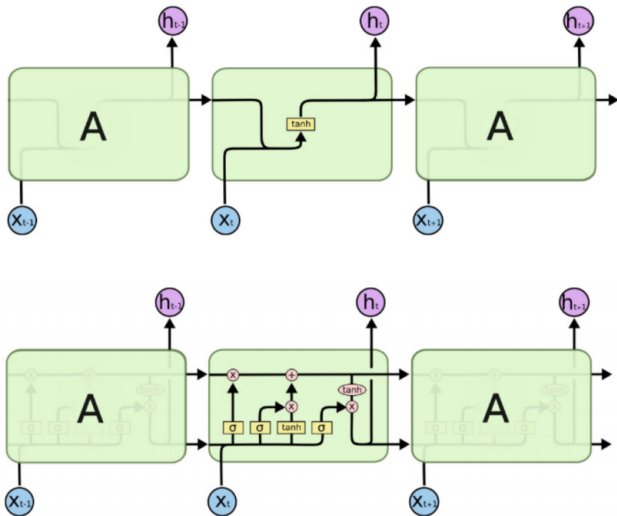 ht-1 ht ht+1
A A
tanh
Xt-1 Xt Xt+1
ht-1 ht ht+1
x +
tanh
A x x A
σ σ tanh σ
Xt-1 Xt Xt+1